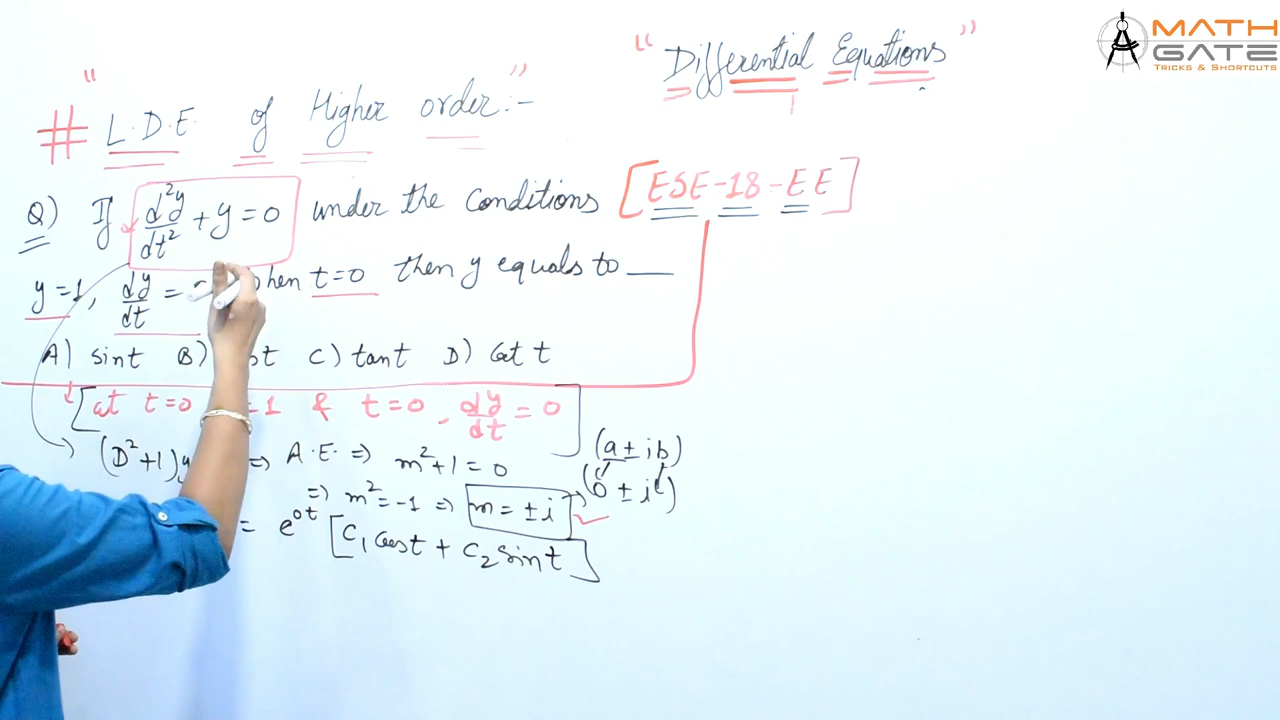 MATH
GATE
TRICKS & SHORTCUTS
" Differential Equations "
# " L.D.E. of Higher order:- "
Q) If d²y/dt² + y = 0 under the conditions [ESE-18-EE]
y=1, dy/dt = when t=0 then y equals to __
A) sint B) C) tant D) Cot t
[at t=0 =1 & t=0, dy/dt = 0]
(D²+1)y => A.E. => m²+1=0 (a±ib)
=> m²=-1 => m=±i (0±i)
= e^0t [C₁ cost + C₂ sint]